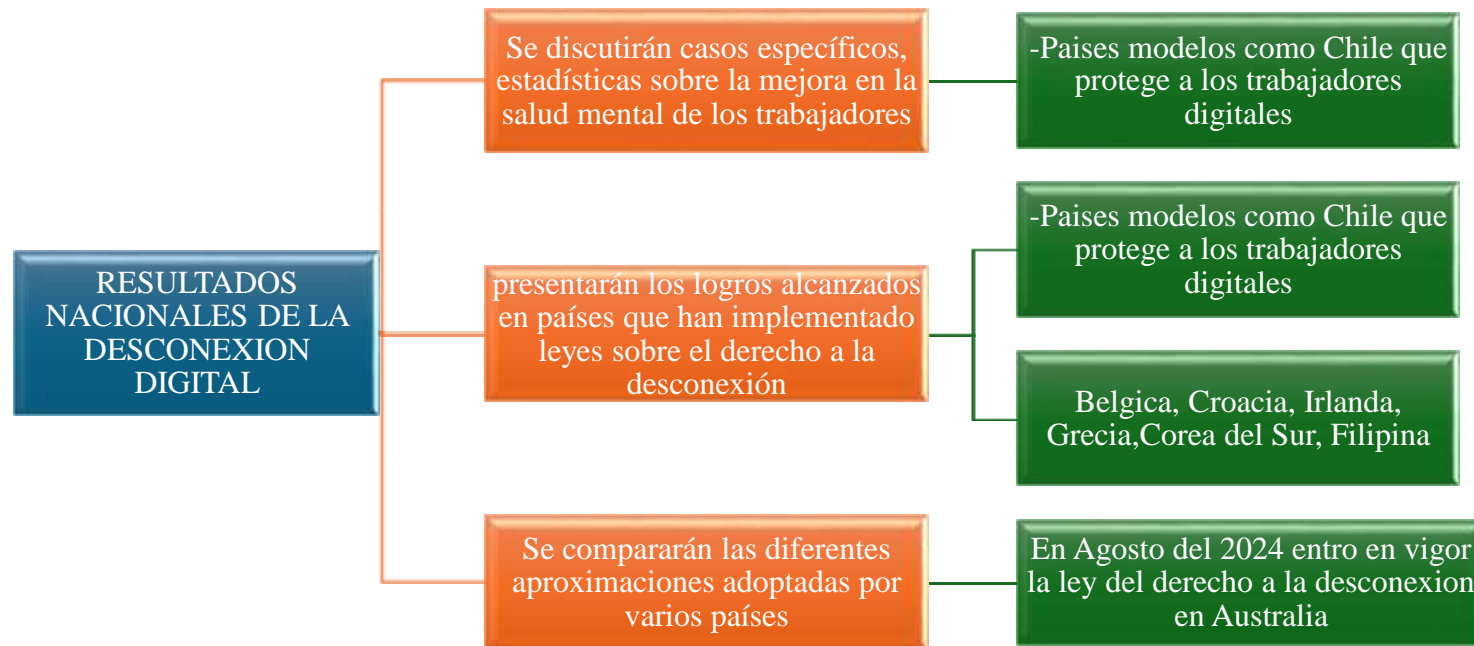 RESULTADOS
NACIONALES DE LA
DESCONEXION
DIGITAL
Se discutirán casos específicos,
estadísticas sobre la mejora en la
salud mental de los trabajadores
-Paises modelos como Chile que
protege a los trabajadores
digitales
presentarán los logros alcanzados
en países que han implementado
leyes sobre el derecho a la
desconexión
-Paises modelos como Chile que
protege a los trabajadores
digitales
Belgica, Croacia, Irlanda,
Grecia,Corea del Sur, Filipina
Se compararán las diferentes
aproximaciones adoptadas por
varios países
En Agosto del 2024 entro en vigor
la ley del derecho a la desconexion
en Australia